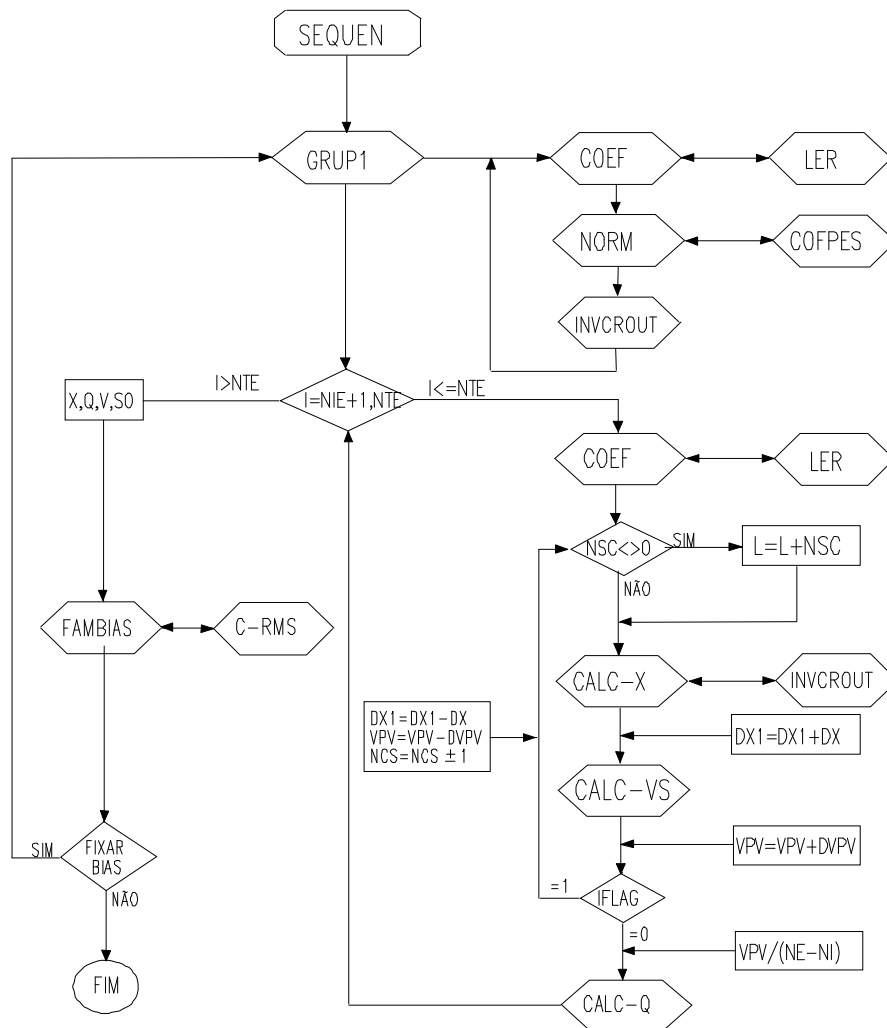 SEQUEN
GRUP1
COEF
LER
NORM
COFPES
INVCROUT
I>NTE
I=NIE+1,NTE
I<=NTE
X,Q,V,SO
COEF
LER
NSC<>0
SIM
L=L+NSC
NÃO
FAMBIAS
C-RMS
CALC-X
INVCROUT
DX1=DX1-DX
VPV=VPV-DVPV
NCS=NCS ±1
DX1=DX1+DX
CALC-VS
VPV=VPV+DVPV
SIM
FIXAR
BIAS
NÃO
=1
IFLAG
=0
VPV/(NE-NI)
FIM
CALC-Q